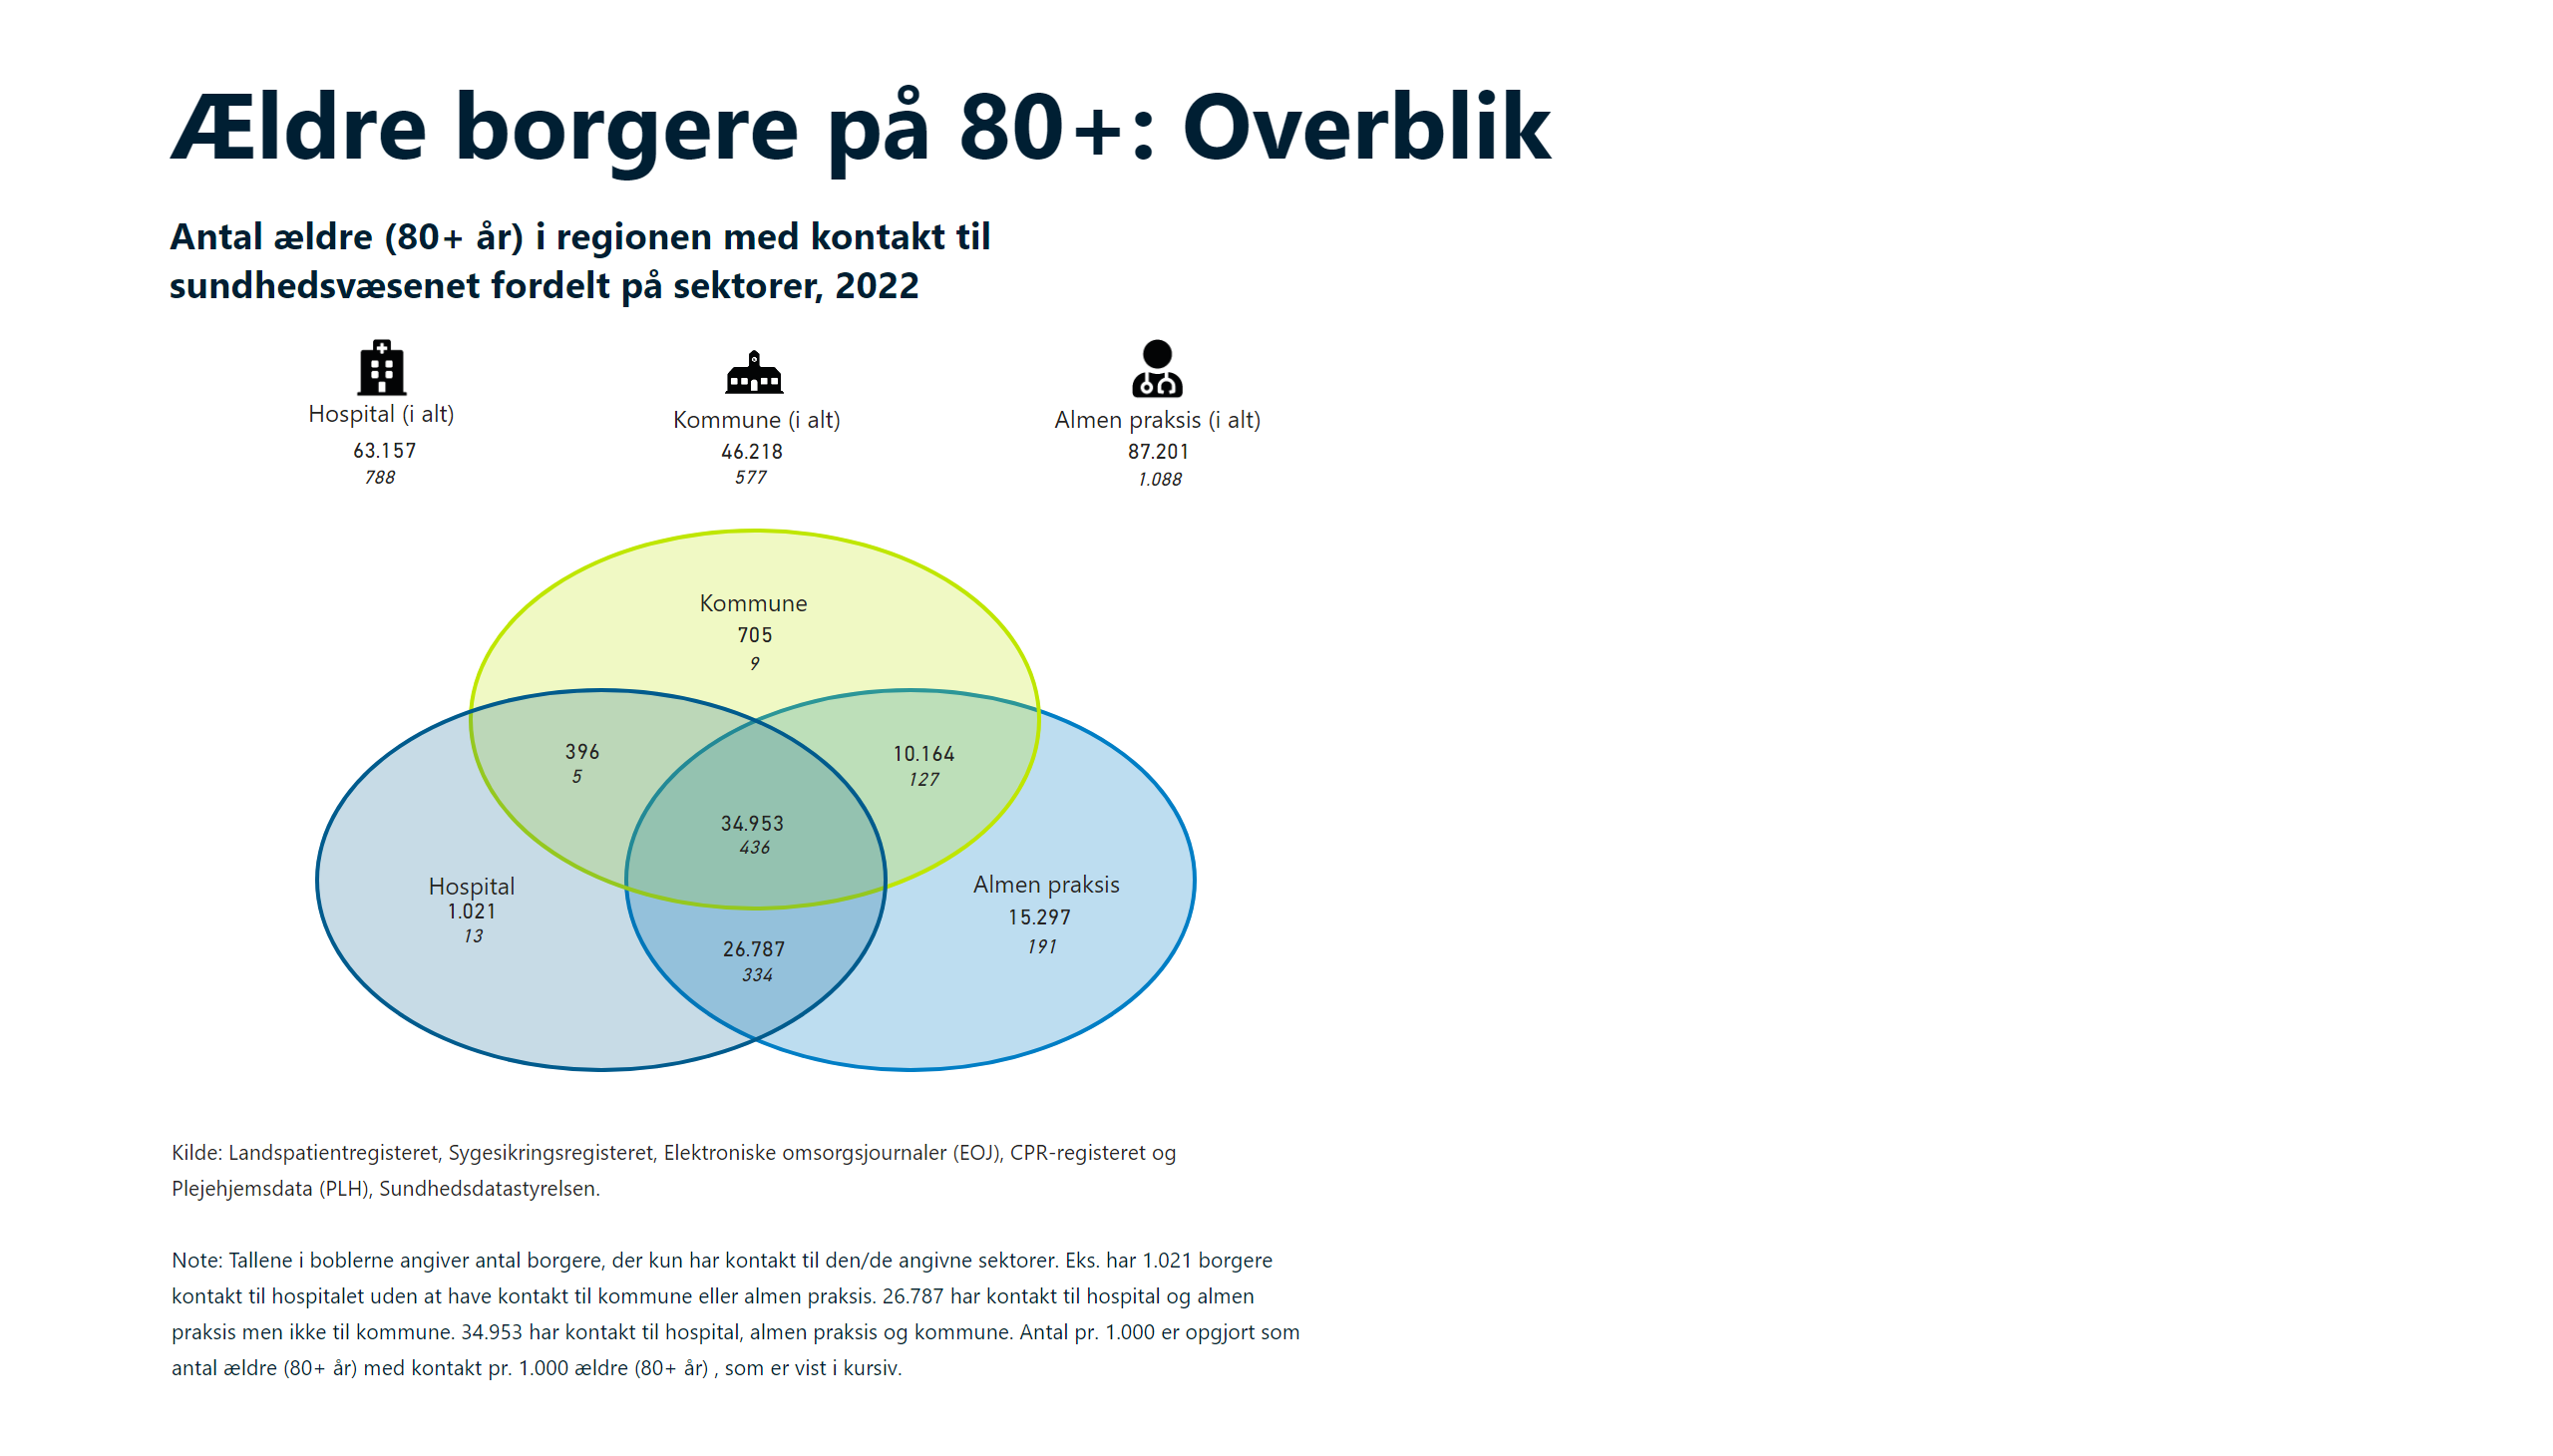 Ældre borgere på 80+: Overblik
Antal ældre (80+ år) i regionen med kontakt til
sundhedsvæsenet fordelt på sektorer, 2022
Hospital (i alt)
63.157
788
Kommune (i alt)
46.218
577
Almen praksis (i alt)
87.201
1.088
Kommune
705
9
396
5
10.164
127
34.953
436
Hospital
1.021
13
Almen praksis
15.297
191
26.787
334
Kilde: Landspatientregisteret, Sygesikringsregisteret, Elektroniske omsorgsjournaler (EOJ), CPR-registeret og
Plejehjemsdata (PLH), Sundhedsdatastyrelsen.
Note: Tallene i boblerne angiver antal borgere, der kun har kontakt til den/de angivne sektorer. Eks. har 1.021 borgere
kontakt til hospitalet uden at have kontakt til kommune eller almen praksis. 26.787 har kontakt til hospital og almen
praksis men ikke til kommune. 34.953 har kontakt til hospital, almen praksis og kommune. Antal pr. 1.000 er opgjort som
antal ældre (80+ år) med kontakt pr. 1.000 ældre (80+ år) , som er vist i kursiv.